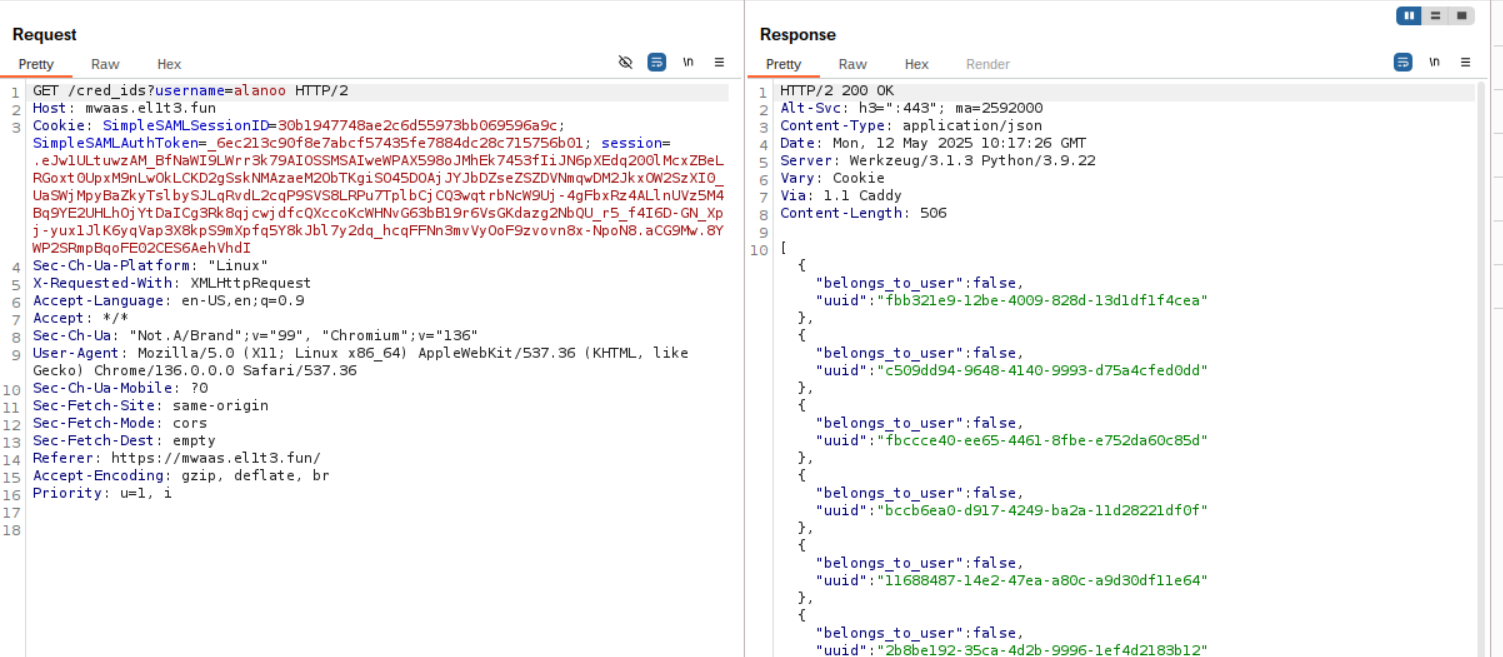 Request
Pretty Raw Hex
\n
1 GET /cred_ids?username=alanoo HTTP/2
2 Host: mwaas.el1t3.fun
3 Cookie: SimpleSAMLSessionID=30b1947748ae2c6d55973bb069596a9c;
SimpleSAMLAuthToken=_6ec213c90f8e7abcf57435fe7884dc28c715756b01; session=
4 Sec-Ch-Ua-Platform: "Linux"
5 X-Requested-With: XMLHttpRequest
6 Accept-Language: en-US,en;q=0.9
7 Accept: */*
8 Sec-Ch-Ua: "Not.A/Brand";v="99", "Chromium";v="136"
9 User-Agent: Mozilla/5.0 (X11; Linux x86_64) AppleWebKit/537.36 (KHTML, like
Gecko) Chrome/136.0.0.0 Safari/537.36
10 Sec-Ch-Ua-Mobile: ?0
11 Sec-Fetch-Site: same-origin
12 Sec-Fetch-Mode: cors
13 Sec-Fetch-Dest: empty
14 Referer: https://mwaas.el1t3.fun/
15 Accept-Encoding: gzip, deflate, br
16 Priority: u=1, i
17
18
Response
Pretty Raw Hex Render
\n
1 HTTP/2 200 OK
2 Alt-Svc: h3=":443"; ma=2592000
3 Content-Type: application/json
4 Date: Mon, 12 May 2025 10:17:26 GMT
5 Server: Werkzeug/3.1.3 Python/3.9.22
6 Vary: Cookie
7 Via: 1.1 Caddy
8 Content-Length: 506
9
10 [
{
"belongs_to_user":false,
"uuid":"fbb321e9-12be-4009-828d-13d1df1f4cea"
},
{
"belongs_to_user":false,
"uuid":"c509dd94-9648-4140-9993-d75a4cfed0dd"
},
{
"belongs_to_user":false,
"uuid":"fbccce40-ee65-4461-8fbe-e752da60c85d"
},
{
"belongs_to_user":false,
"uuid":"bccb6ea0-d917-4249-ba2a-11d28221df0f"
},
{
"belongs_to_user":false,
"uuid":"11688487-14e2-47ea-a80c-a9d30df11e64"
},
{
"belongs_to_user":false,
"uuid":"2b8be192-35ca-4d2b-9996-1ef4d2183b12"